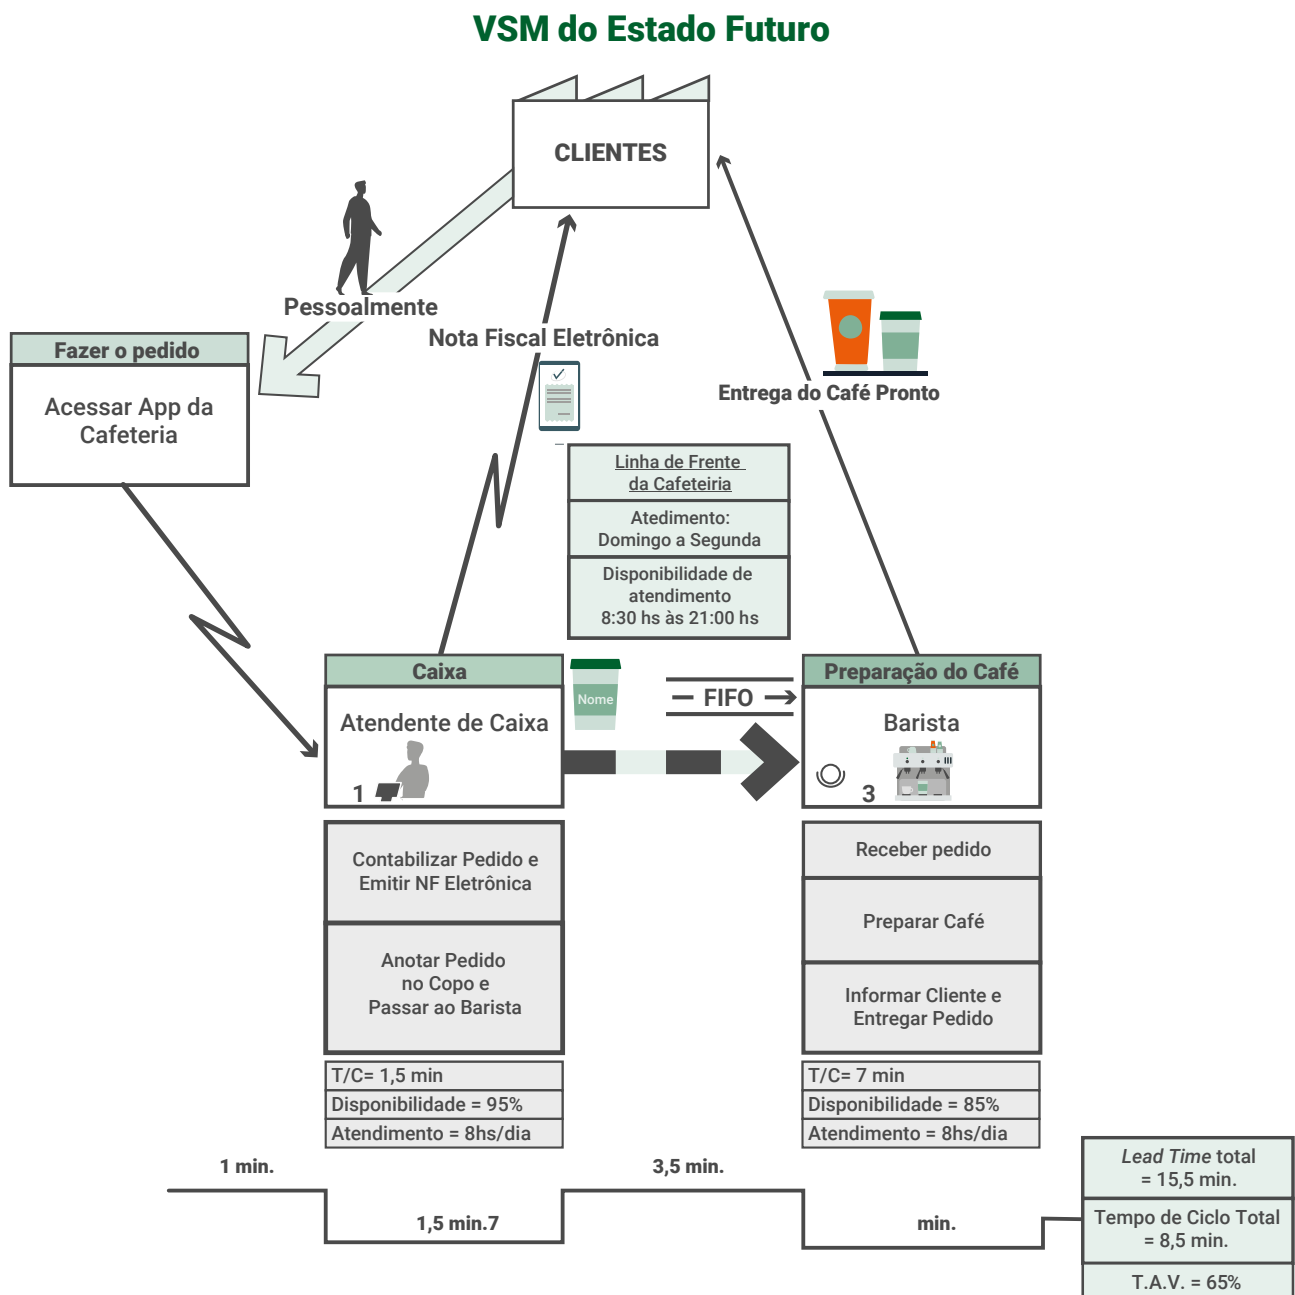 VSM do Estado Futuro
CLIENTES
Pessoalmente
Nota Fiscal Eletrônica
Fazer o pedido
Acessar App da
Cafeteria
Entrega do Café Pronto
Linha de Frente
da Cafeteiria
Atedimento:
Domingo a Segunda
Disponibilidade de
atendimento
8:30 hs às 21:00 hs
Caixa
Atendente de Caixa
1
Nome
FIFO
Preparação do Café
Barista
3
Contabilizar Pedido e
Emitir NF Eletrônica
Anotar Pedido
no Copo e
Passar ao Barista
T/C= 1,5 min
Disponibilidade = 95%
Atendimento = 8hs/dia
Receber pedido
Preparar Café
Informar Cliente e
Entregar Pedido
T/C= 7 min
Disponibilidade = 85%
Atendimento = 8hs/dia
1 min.
1,5 min.7
3,5 min.
min.
Lead Time total
= 15,5 min.
Tempo de Ciclo Total
= 8,5 min.
T.A.V. = 65%